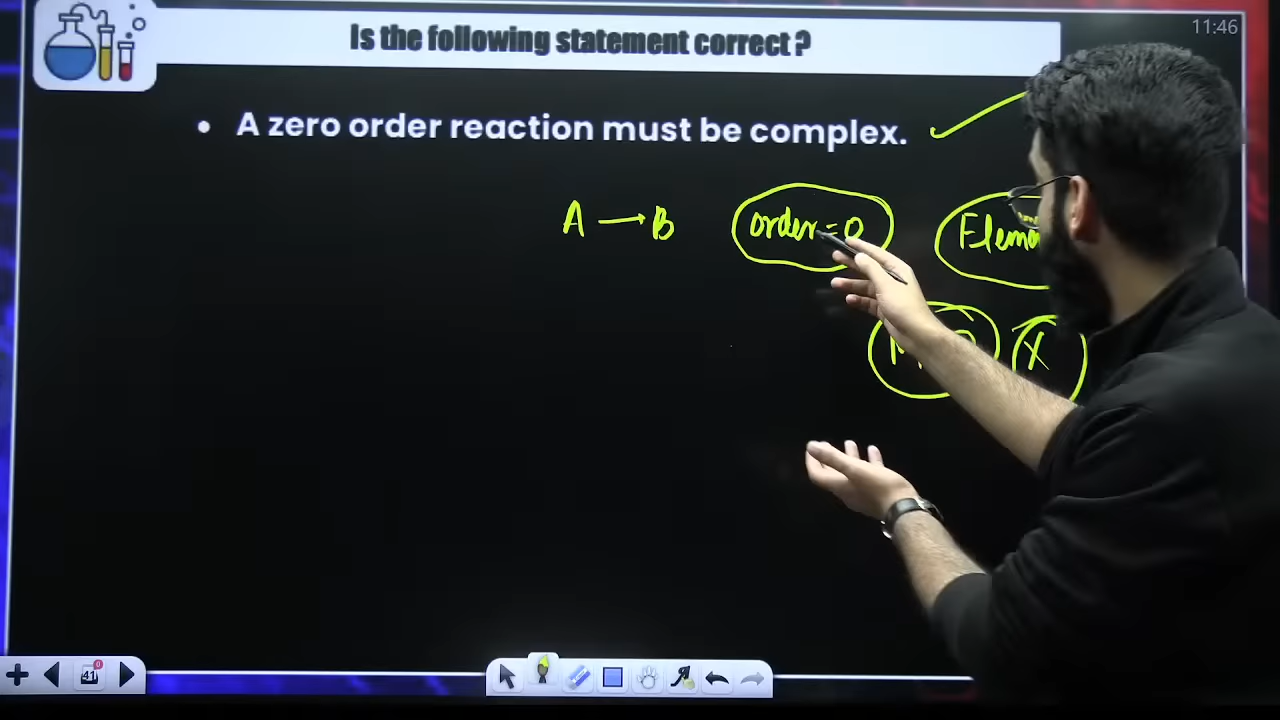 11:46
Is the following statement correct ?
• A zero order reaction must be complex.
A → B order = 0
X
41